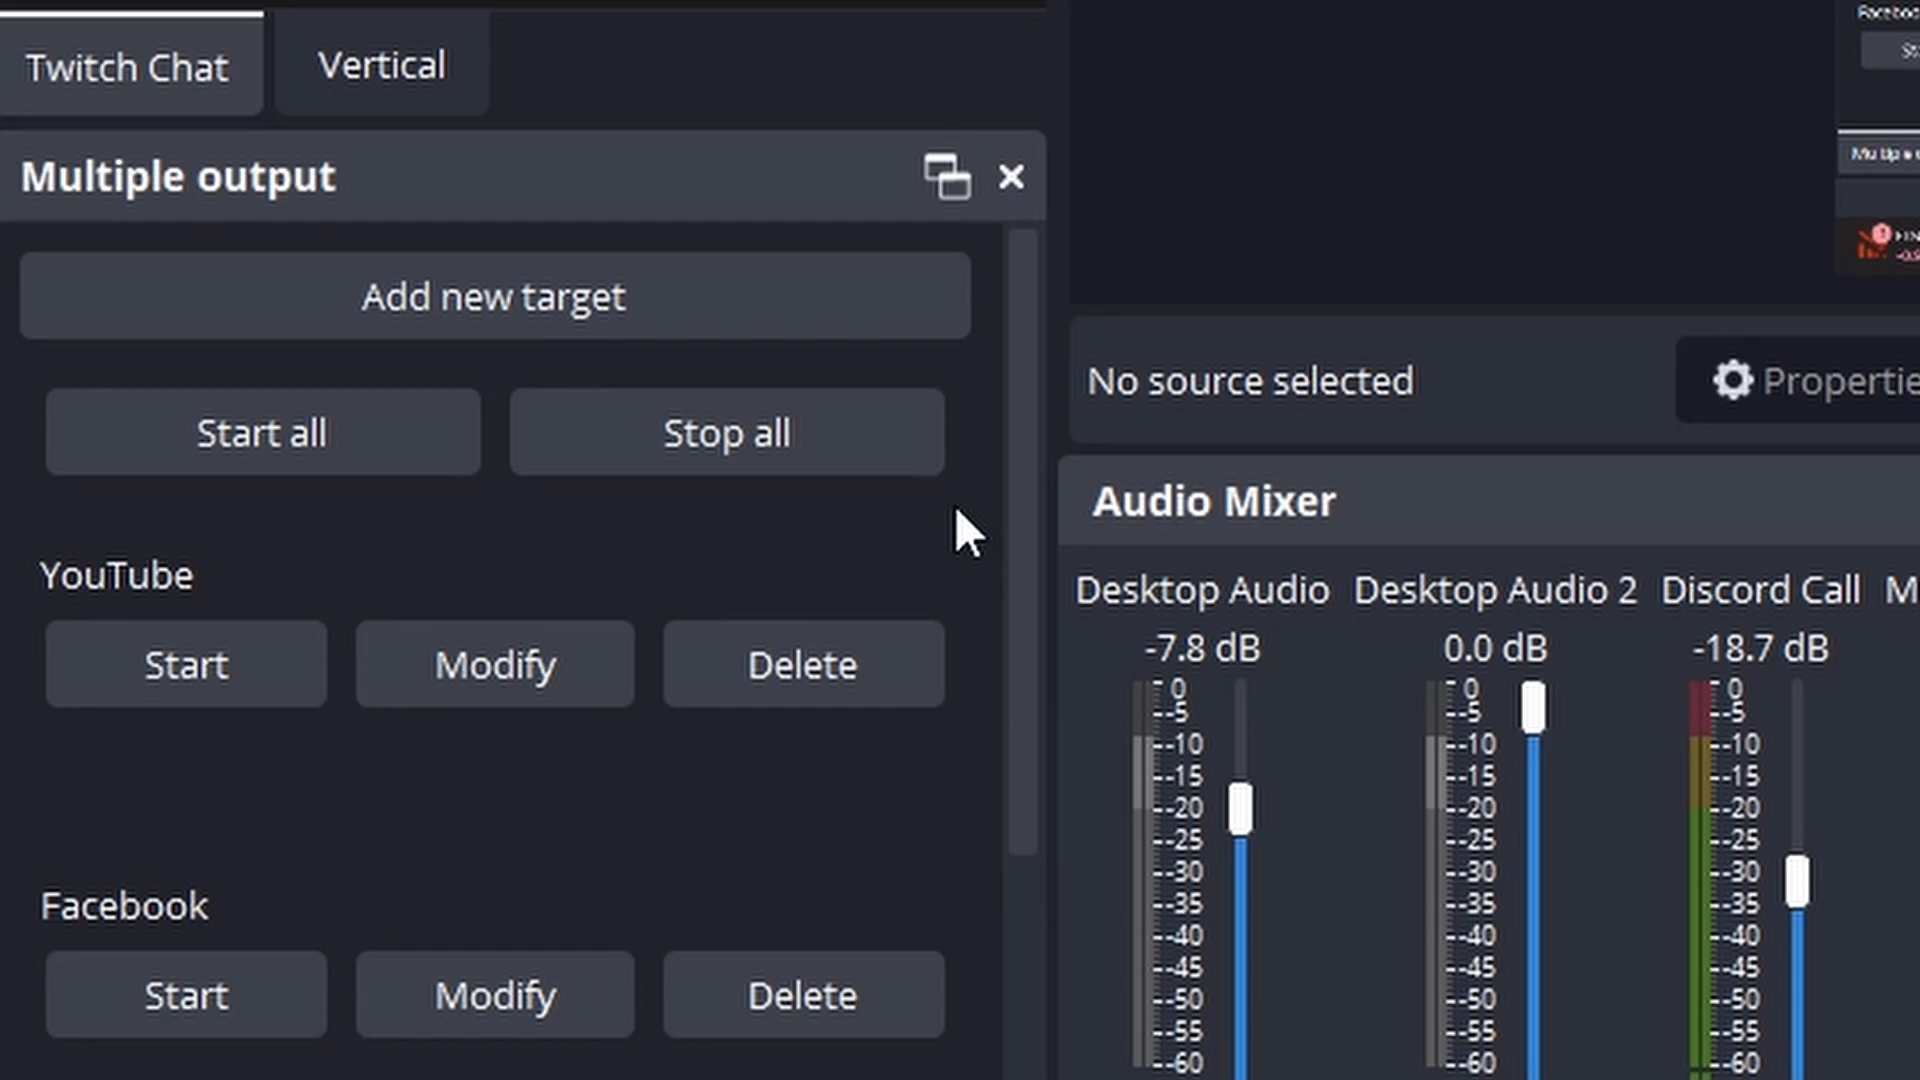 Twitch Chat
Vertical
Multiple output
Add new target
Start all
Stop all
YouTube
Start
Modify
Delete
Facebook
Start
Modify
Delete
No source selected
Propertie
Audio Mixer
Desktop Audio
-7.8 dB
0
-5
-10
-15
-20
-25
-30
-35
-40
-45
-50
-55
-60
Desktop Audio 2
0.0 dB
0
-5
-10
-15
-20
-25
-30
-35
-40
-45
-50
-55
-60
Discord Call
-18.7 dB
0
-5
-10
-15
-20
-25
-30
-35
-40
-45
-50
-55
-60
M